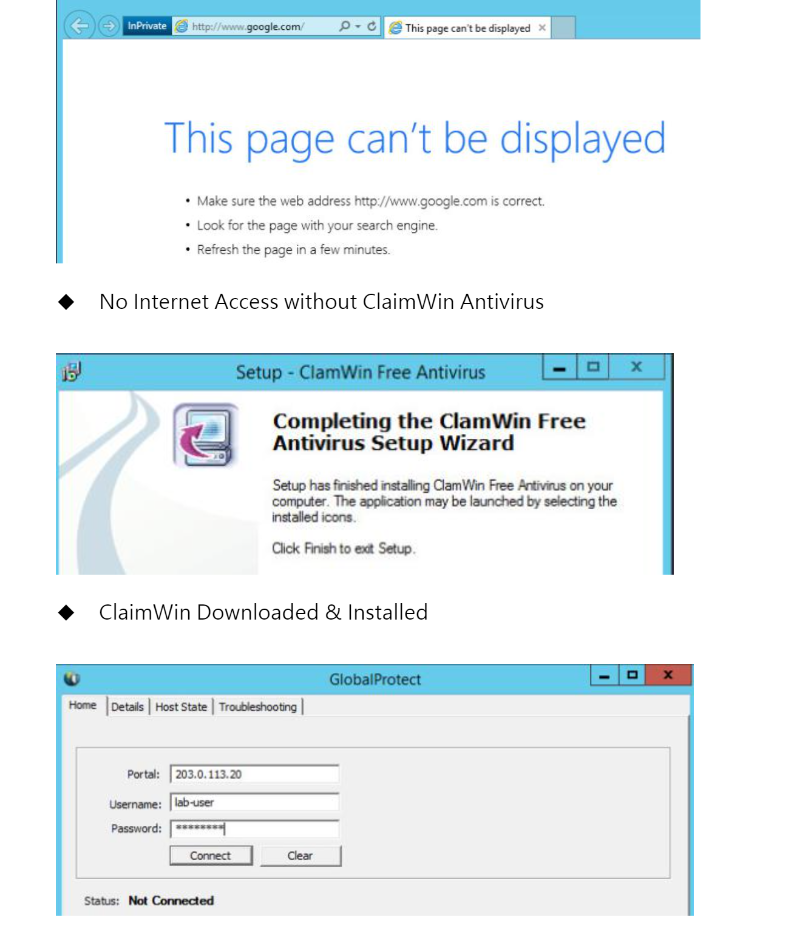 InPrivate http://www.google.com/ This page can't be displayed
This page can't be displayed
• Make sure the web address http://www.google.com is correct.
• Look for the page with your search engine.
• Refresh the page in a few minutes.
◆ No Internet Access without ClaimWin Antivirus
Setup - ClamWin Free Antivirus
Completing the ClamWin Free
Antivirus Setup Wizard
Setup has finished installing ClamWin Free Antivirus on your
computer. The application may be launched by selecting the
installed icons.
Click Finish to exit Setup.
◆ ClaimWin Downloaded & Installed
GlobalProtect
Home Details Host State Troubleshooting
Portal: 203.0.113.20
Username: lab-user
Password: ********
Connect Clear
Status: Not Connected